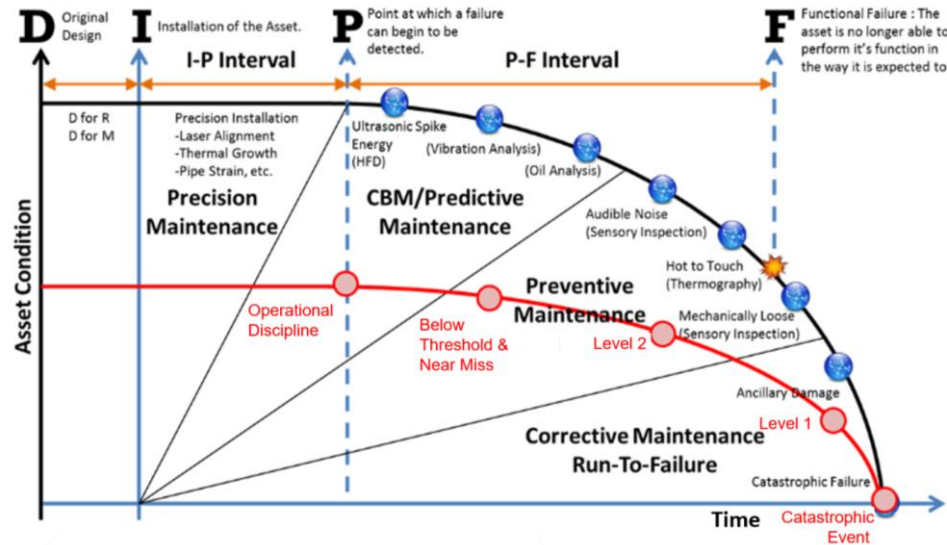 D
Original
Design
I
Installation of the Asset.
P
Point at which a failure
can begin to be
detected.
F
Functional Failure : The
asset is no longer able to
perform it's function in
the way it is expected to
I-P Interval
P-F Interval
D for R
D for M
Precision Installation
-Laser Alignment
-Thermal Growth
-Pipe Strain, etc.
Precision
Maintenance
Ultrasonic Spike
Energy
(HFD)
(Vibration Analysis)
(Oil Analysis)
CBM/Predictive
Maintenance
Audible Noise
(Sensory Inspection)
Hot to Touch
(Thermography)
Preventive
Maintenance
Mechanically Loose
(Sensory Inspection)
Operational
Discipline
Below
Threshold &
Near Miss
Level 2
Ancillary Damage
Level 1
Corrective Maintenance
Run-To-Failure
Catastrophic Failure
Catastrophic
Event
Asset Condition
Time